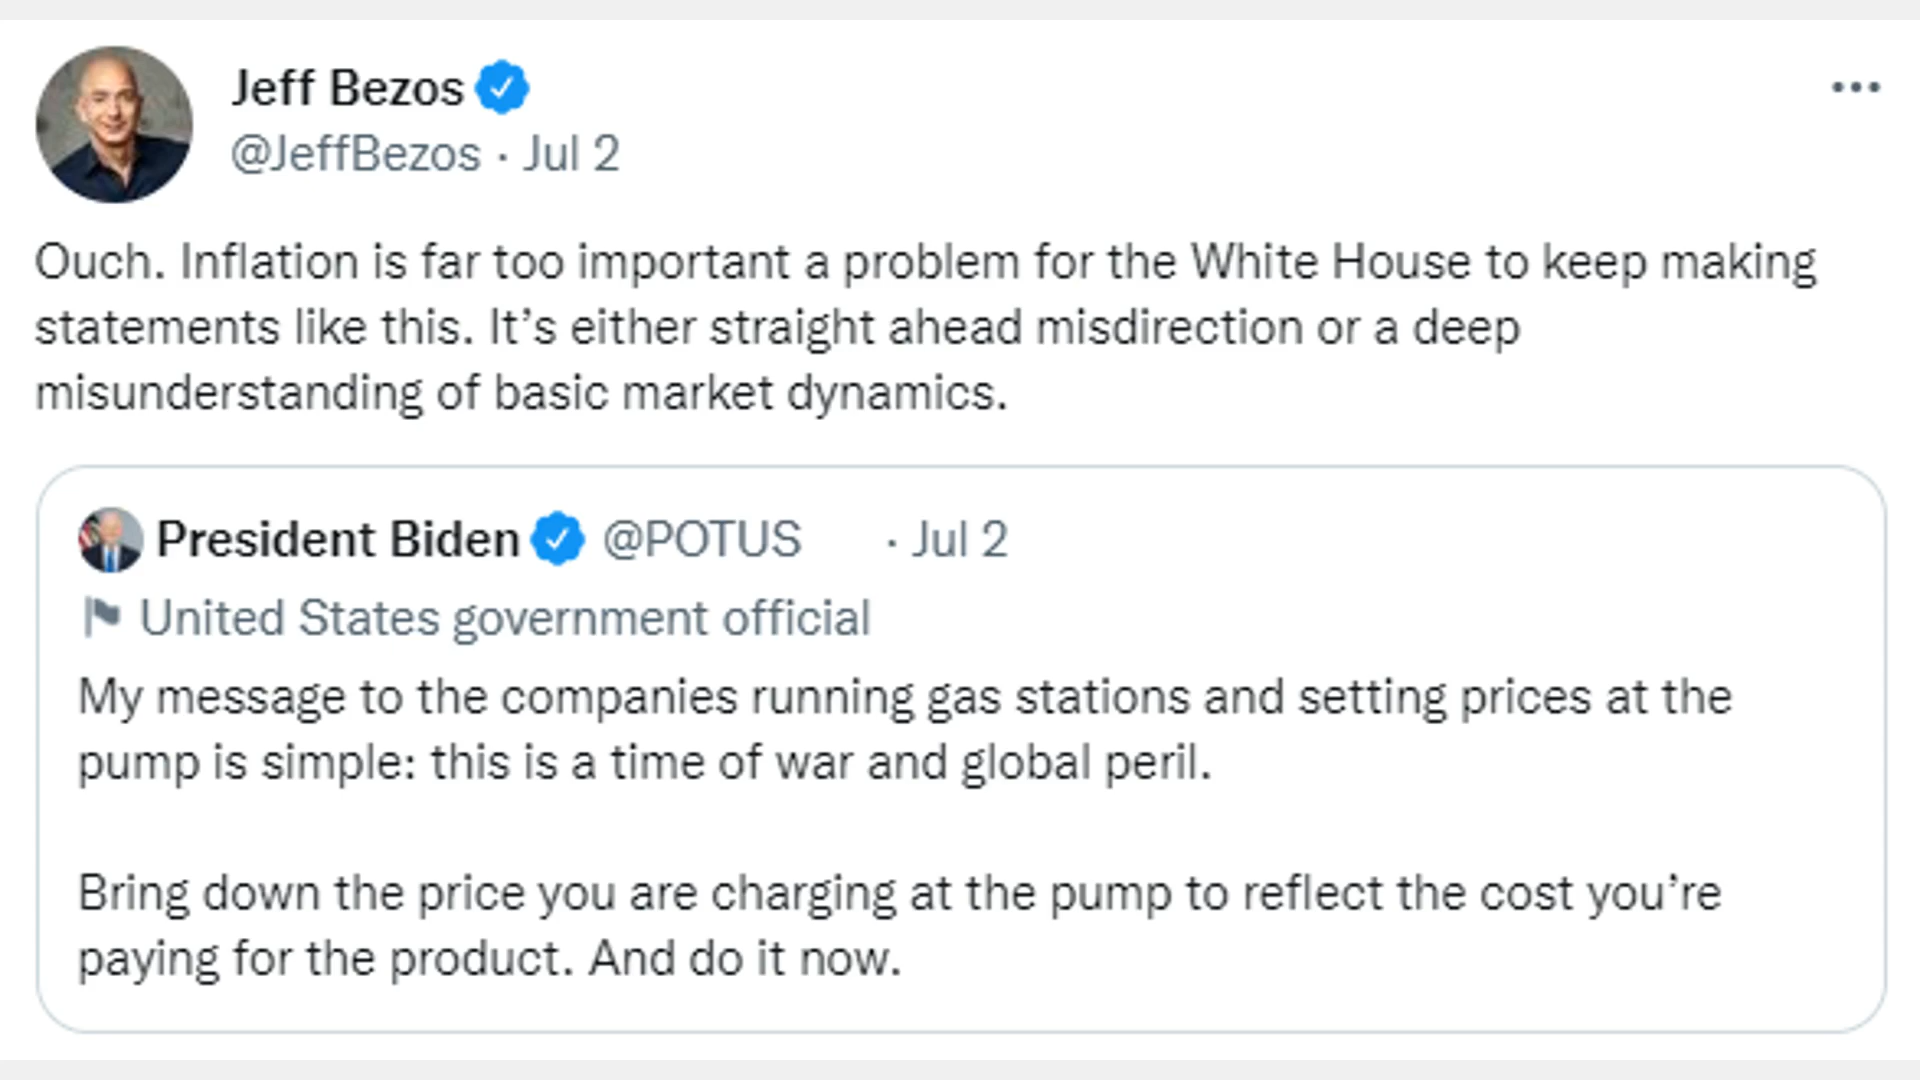 Jeff Bezos
@JeffBezos · Jul 2
Ouch. Inflation is far too important a problem for the White House to keep making
statements like this. It’s either straight ahead misdirection or a deep
misunderstanding of basic market dynamics.
President Biden @POTUS · Jul 2
United States government official
My message to the companies running gas stations and setting prices at the
pump is simple: this is a time of war and global peril.
Bring down the price you are charging at the pump to reflect the cost you’re
paying for the product. And do it now.